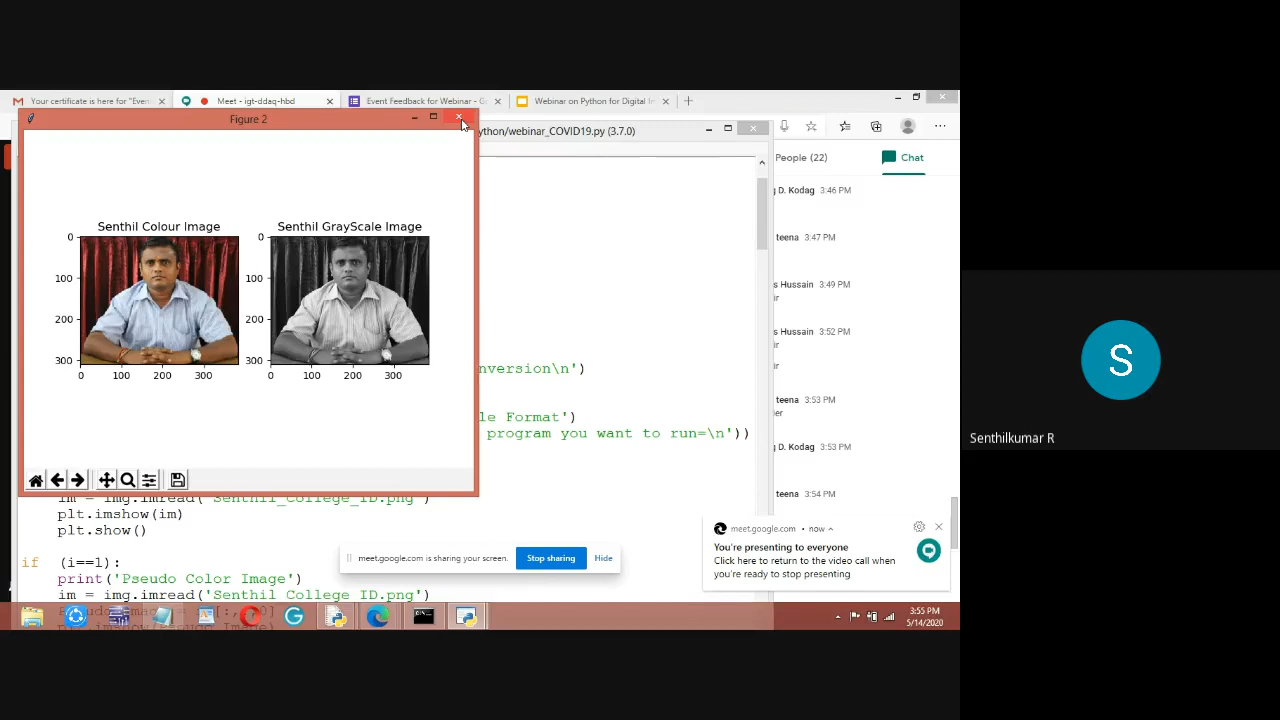 Your certificate is here for "Even
Meet - igt-ddaq-hbd
Event Feedback for Webinar - G
Webinar on Python for Digital Im
Figure 2
ython/webinar_COVID19.py (3.7.0)
People (22)
Chat
Senthil Colour Image
Senthil GrayScale Image
0
100
200
300
0
100
200
300
0
100
200
300
0
100
200
300
nversion\n')
le Format')
program you want to run=\n'))
im = img.imread('Senthil_College_ID.png')
plt.imshow(im)
plt.show()
if (i==1):
print('Pseudo Color Image')
im = img.imread('Senthil_College_ID.png')
D. Kodag 3:46 PM
teena 3:47 PM
s Hussain 3:49 PM
ir
s Hussain 3:52 PM
ir
ir
teena 3:53 PM
ier
D. Kodag 3:53 PM
teena 3:54 PM
meet.google.com is sharing your screen.
Stop sharing
Hide
meet.google.com • now
You're presenting to everyone
Click here to return to the video call when
you're ready to stop presenting
3:55 PM
5/14/2020
S
Senthilkumar R